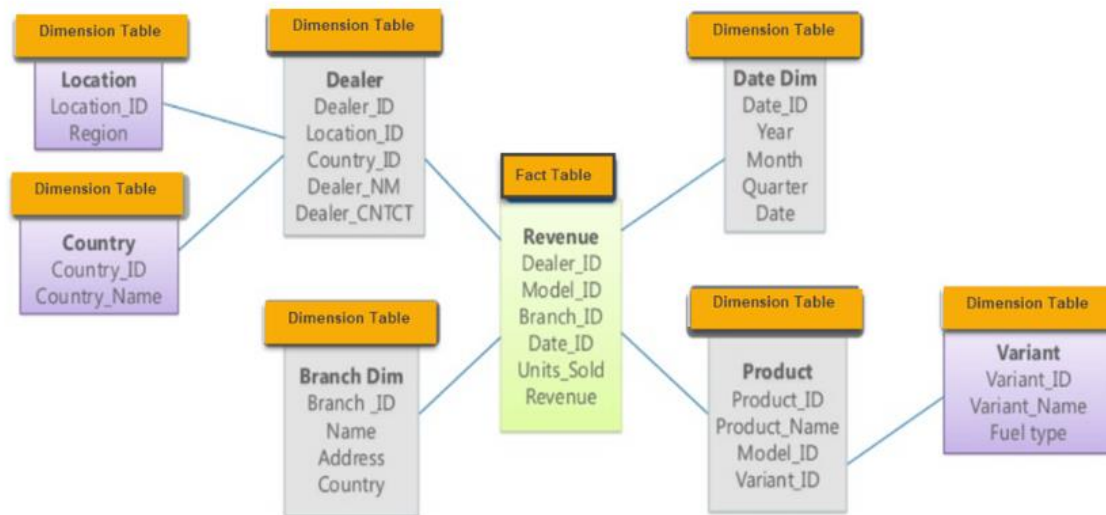 Dimension Table
Location
Location_ID
Region
Dimension Table
Country
Country_ID
Country_Name
Dimension Table
Dealer
Dealer_ID
Location_ID
Country_ID
Dealer_NM
Dealer_CNTCT
Dimension Table
Branch Dim
Branch _ID
Name
Address
Country
Fact Table
Revenue
Dealer_ID
Model_ID
Branch_ID
Date_ID
Units_Sold
Revenue
Dimension Table
Date Dim
Date_ID
Year
Month
Quarter
Date
Dimension Table
Product
Product_ID
Product_Name
Model_ID
Variant_ID
Dimension Table
Variant
Variant_ID
Variant_Name
Fuel type